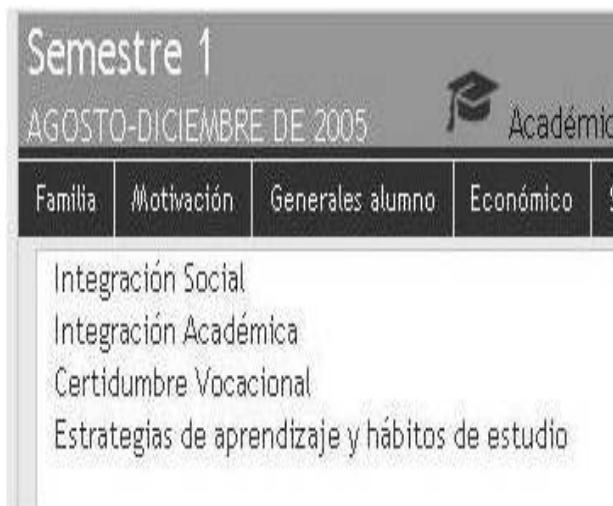 Semestre 1
AGOSTO-DICIEMBRE DE 2005
Académic
Familia Motivación Generales alumno Económico
Integración Social
Integración Académica
Certidumbre Vocacional
Estrategias de aprendizaje y hábitos de estudio